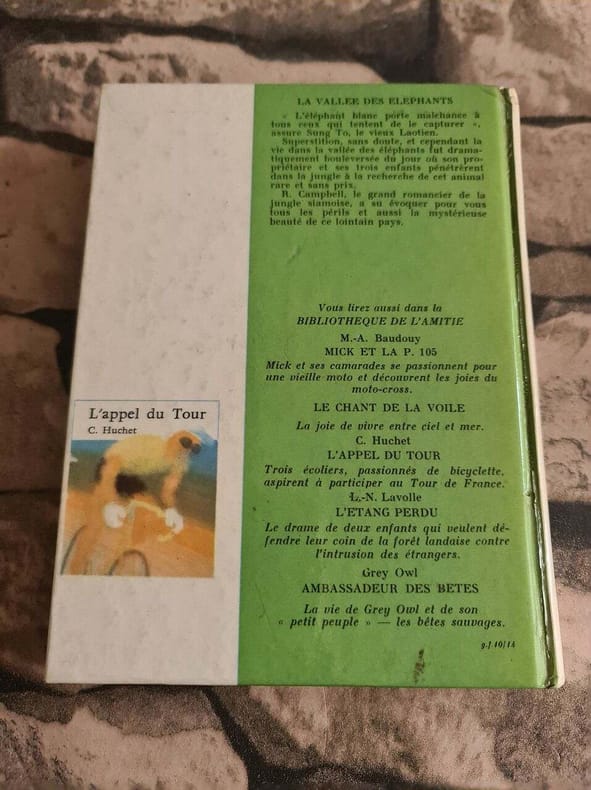 LA VALLEE DES ELEPHANTS
« L'éléphant blanc porte malchance à
tous ceux qui tentent de le capturer »,
assure Sung To, le vieux Laotien.
Superstition, sans doute, et cependant la
vie dans la vallée des éléphants fut drama-
tiquement bouleversée du jour où son pro-
priétaire et ses trois enfants pénétrèrent
dans la jungle à la recherche de cet animal
rare et sans prix.
R. Campbell, le grand romancier de la
jungle siamoise, a su évoquer pour vous
tous les périls et aussi la mystérieuse
beauté de ce lointain pays.
Vous lirez aussi dans la
BIBLIOTHEQUE DE L'AMITIE
M.-A. Baudouy
MICK ET LA P. 105
Mick et ses camarades se passionnent pour
une vieille moto et découvrent les joies du
moto-cross.
LE CHANT DE LA VOILE
La joie de vivre entre ciel et mer.
C. Huchet
L'APPEL DU TOUR
Trois écoliers, passionnés de bicyclette,
aspirent à participer au Tour de France.
L.-N. Lavolle
L'ETANG PERDU
Le drame de deux enfants qui veulent dé-
fendre leur coin de la forêt landaise contre
l'intrusion des étrangers.
Grey Owl
AMBASSADEUR DES BETES
La vie de Grey Owl et de son
« petit peuple » — les bêtes sauvages.
L'appel du Tour
C. Huchet